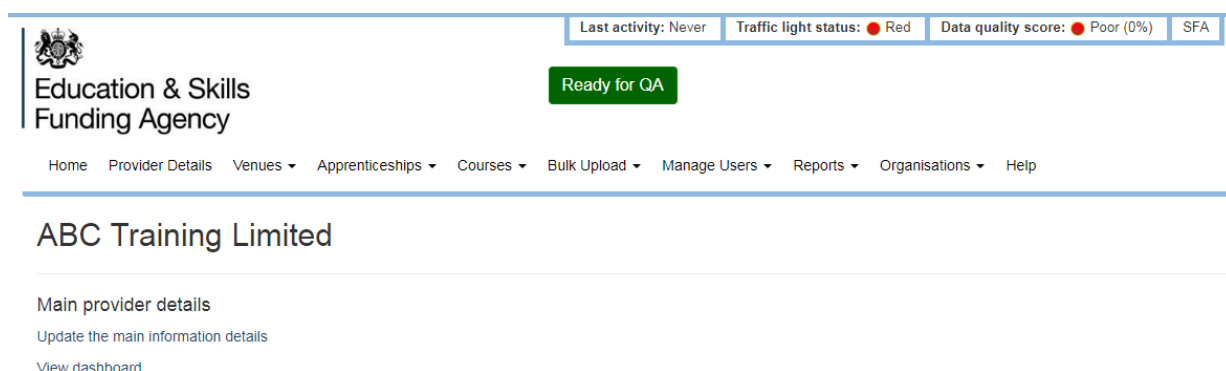 Last activity: Never Traffic light status: Red Data quality score: Poor (0%) SFA
Education & Skills
Funding Agency
Ready for QA
Home Provider Details Venues Apprenticeships Courses Bulk Upload Manage Users Reports Organisations Help
ABC Training Limited
Main provider details
Update the main information details
View dashboard